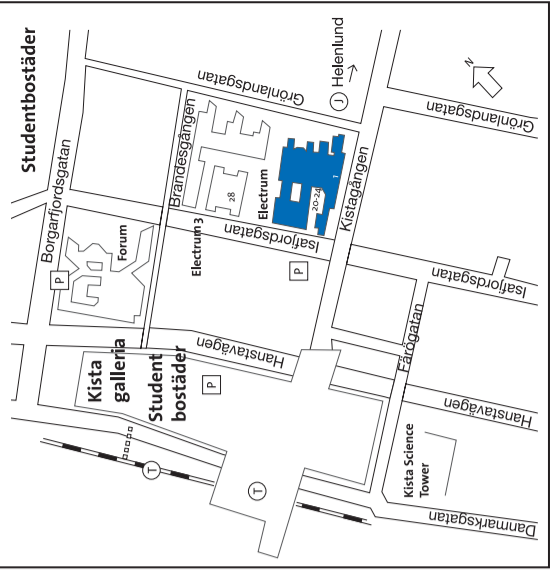 Studentbostäder
Borgarfjordsgatan
P
Forum
Brandesgången
Grönlandsgatan
J Helenlund
N
Grönlandsgatan
Electrum 3
28
Electrum
20-24
1
Isafjordsgatan
Kistagången
P
Isafjordsgatan
Kista
galleria
Student
bostäder
P
Hanstavägen
Färögatan
Hanstavägen
T
T
Kista Science
Tower
Danmarksgatan